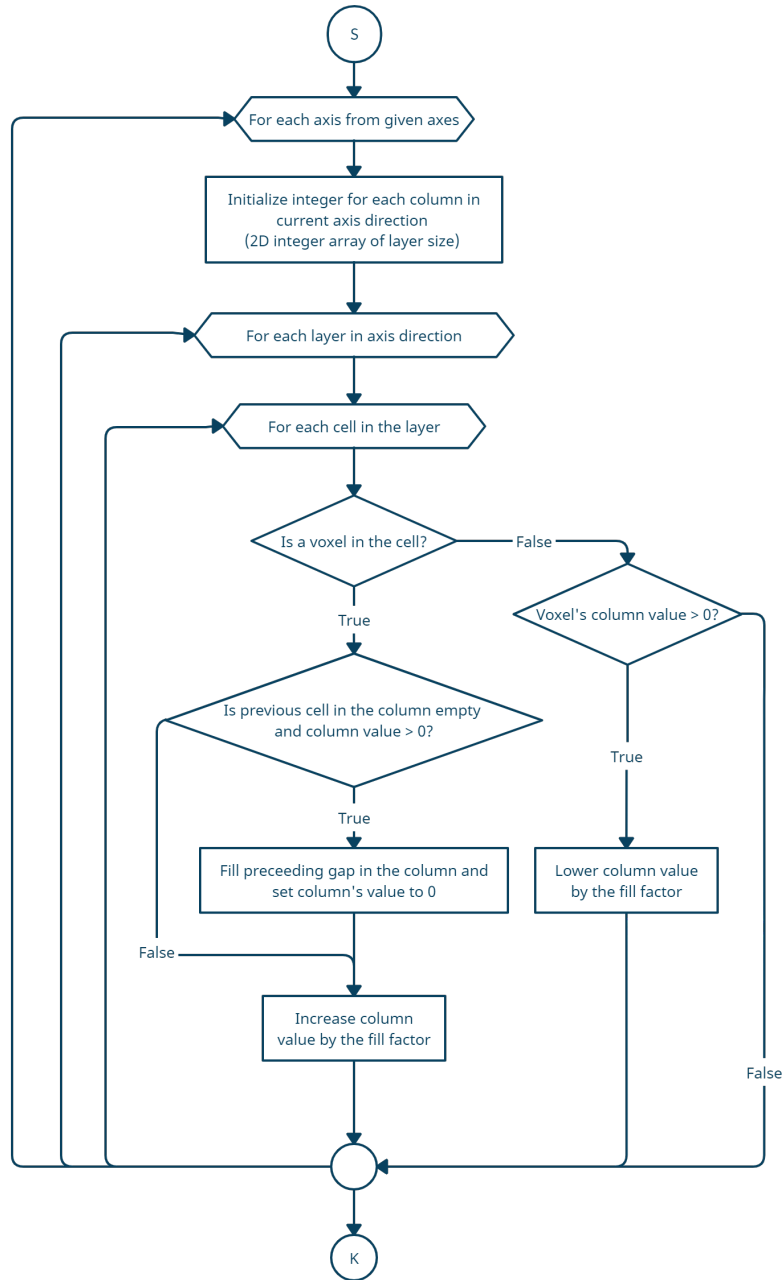 S
For each axis from given axes
Initialize integer for each column in
current axis direction
(2D integer array of layer size)
For each layer in axis direction
For each cell in the layer
Is a voxel in the cell?
False
Voxel's column value > 0?
True
Is previous cell in the column empty
and column value > 0?
True
True
Fill preceeding gap in the column and
set column's value to 0
Lower column value
by the fill factor
False
Increase column
value by the fill factor
False
K